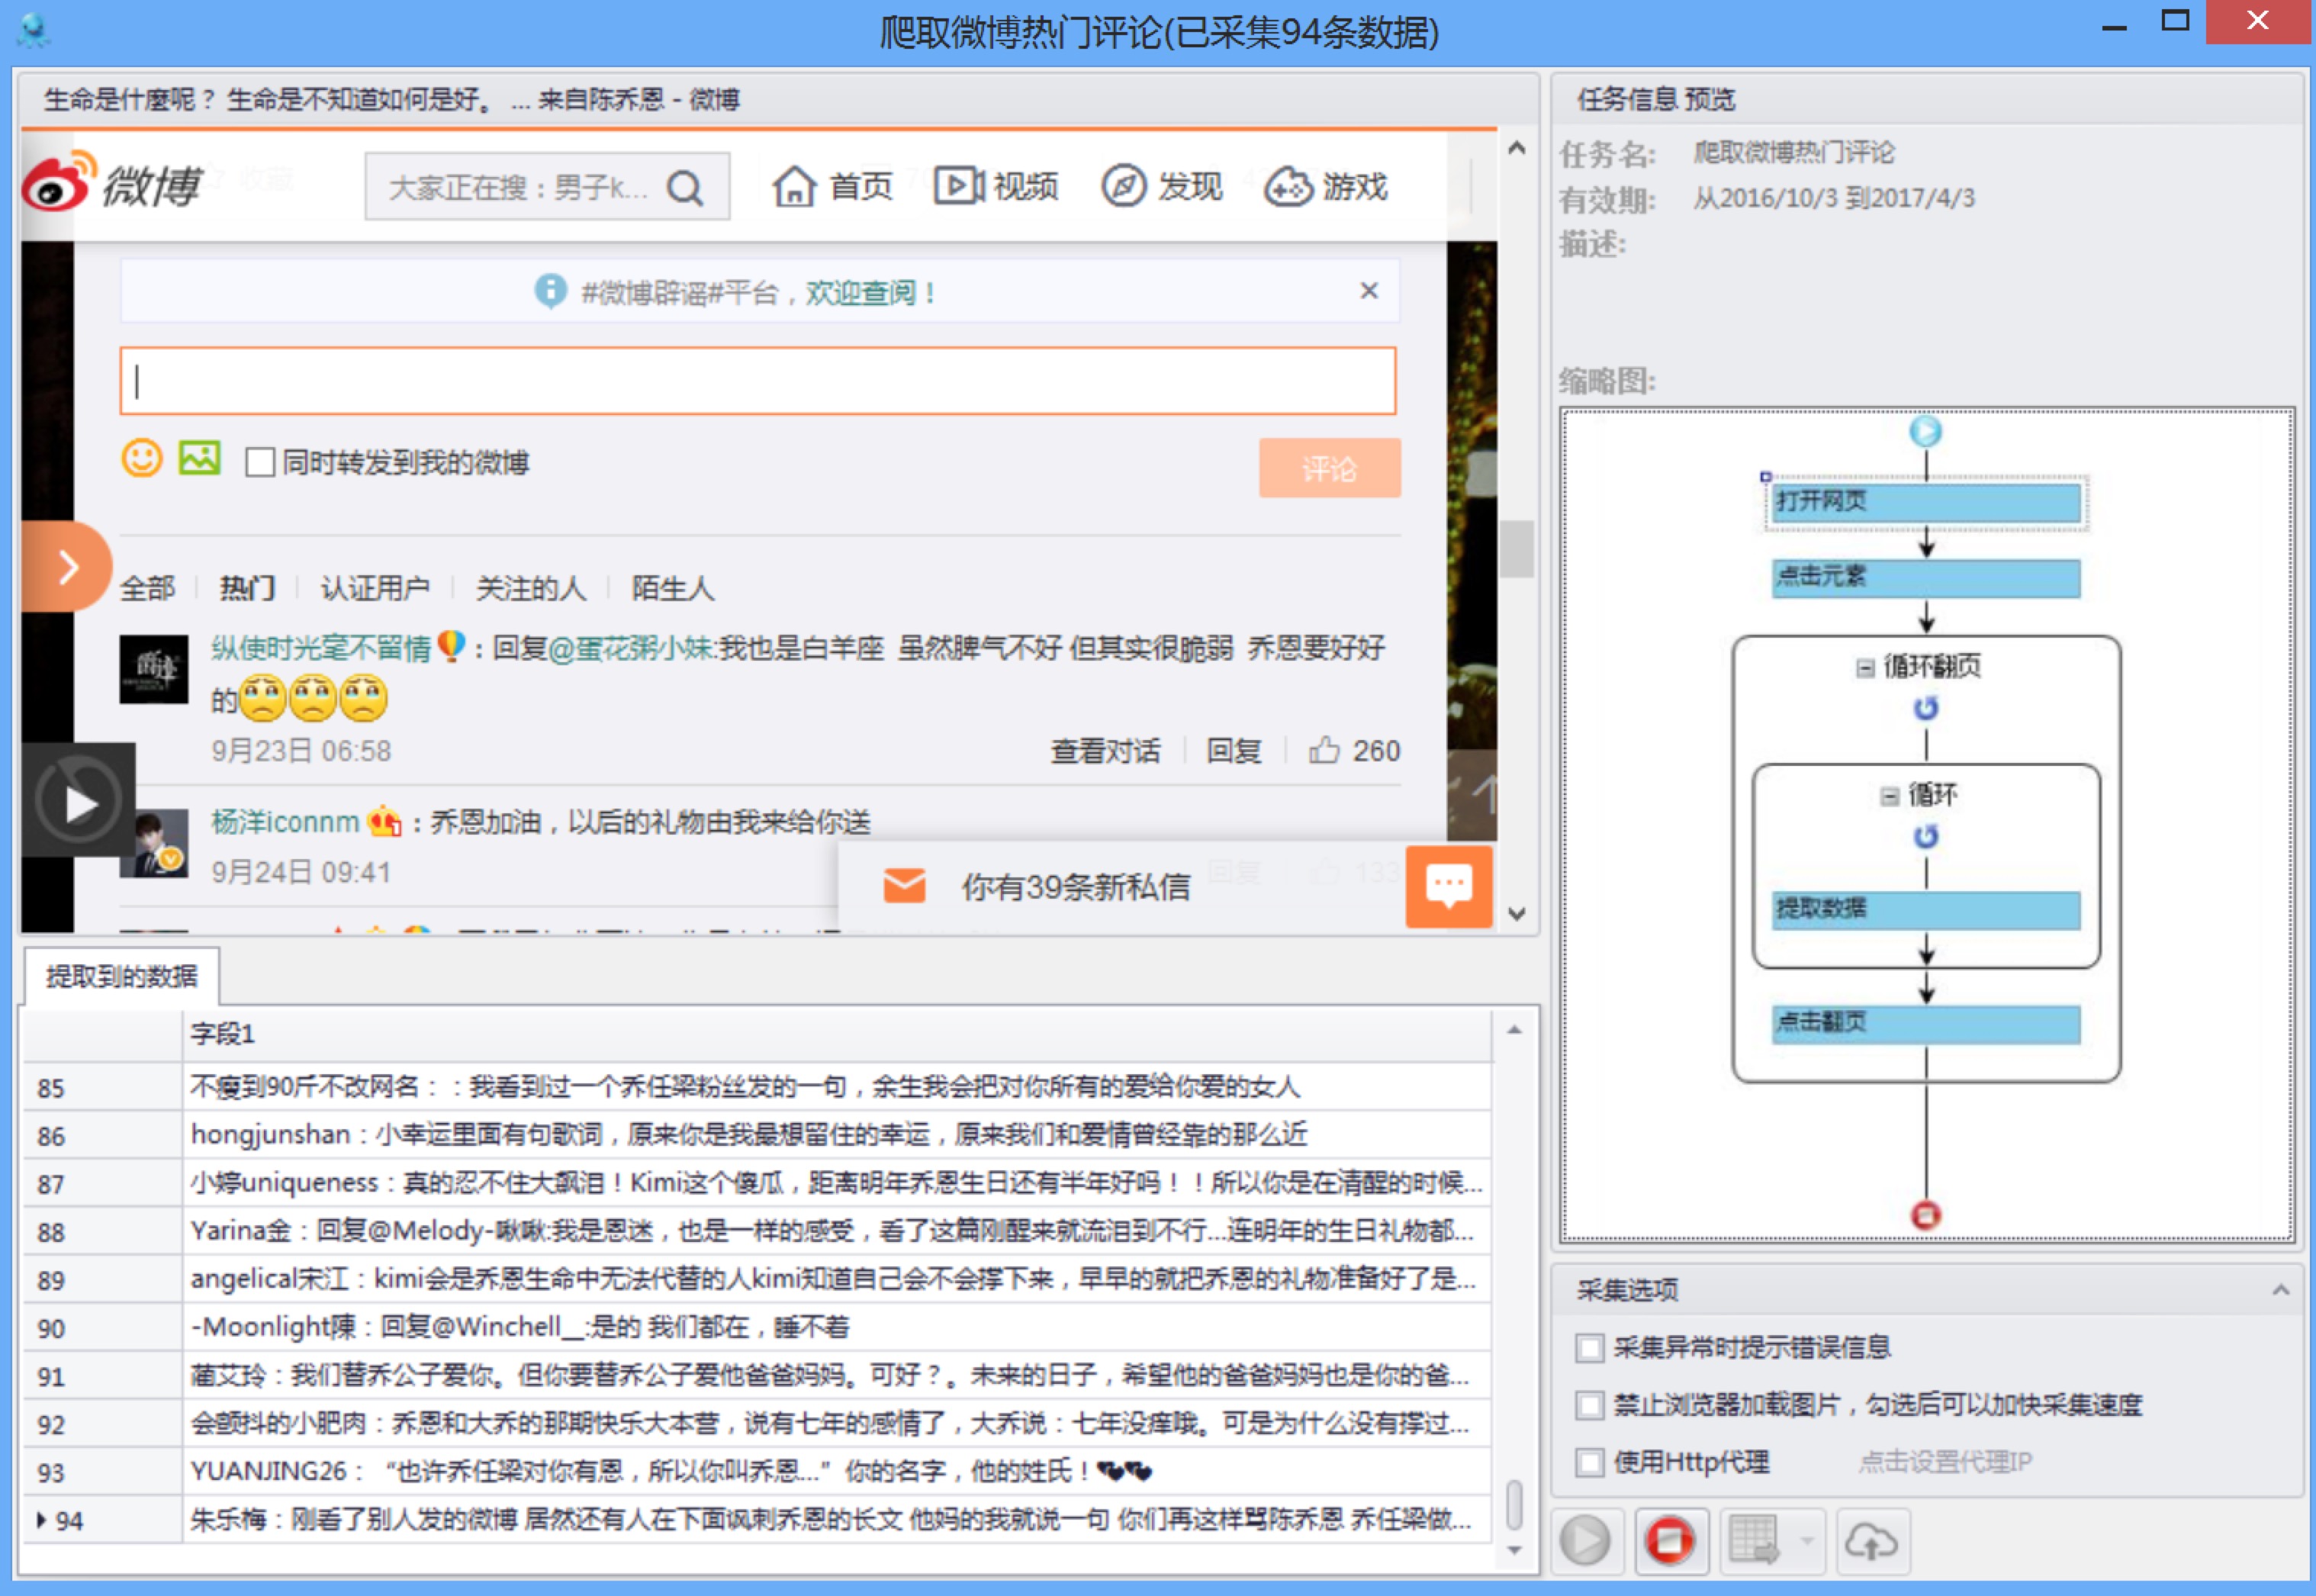 爬取微博热门评论(已采集94条数据)
生命是什麼呢？ 生命是不知道如何是好。 ... 来自陈乔恩 - 微博
微博
大家正在搜：男子k...
首页
视频
发现
游戏
#微博辟谣#平台，欢迎查阅！
同时转发到我的微博
评论
全部 热门 认证用户 关注的人 陌生人
纵使时光毫不留情：回复@蛋花粥小妹:我也是白羊座 虽然脾气不好 但其实很脆弱 乔恩要好好
的
9月23日 06:58
查看对话 回复 260
杨洋iconnm：乔恩加油，以后的礼物由我来给你送
9月24日 09:41
回复 133
你有39条新私信
提取到的数据
字段1
85 不瘦到90斤不改网名：：我看到过一个乔任梁粉丝发的一句，余生我会把对你所有的爱给你爱的女人
86 hongjunshan：小幸运里面有句歌词，原来你是我最想留住的幸运，原来我们和爱情曾经靠的那么近
87 小婷uniqueness：真的忍不住大飙泪！Kimi这个傻瓜，距离明年乔恩生日还有半年好吗！！所以你是在清醒的时候...
88 Yarina金：回复@Melody-啾啾:我是恩迷，也是一样的感受，看了这篇刚醒来就流泪到不行...连明年的生日礼物都...
89 angelical宋江：kimi会是乔恩生命中无法代替的人kimi知道自己会不会撑下来，早早的就把乔恩的礼物准备好了是...
90 -Moonlight陳：回复@Winchell__:是的 我们都在，睡不着
91 蔺艾玲：我们替乔公子爱你。但你要替乔公子爱他爸爸妈妈。可好？。未来的日子，希望他的爸爸妈妈也是你的爸...
92 会颤抖的小肥肉：乔恩和大乔的那期快乐大本营，说有七年的感情了，大乔说：七年没痒哦。可是为什么没有撑过...
93 YUANJING26：“也许乔任梁对你有恩，所以你叫乔恩...”你的名字，他的姓氏！
94 朱乐梅：刚看了别人发的微博 居然还有人在下面讽刺乔恩的长文 他妈的我就说一句 你们再这样骂陈乔恩 乔任梁做...
任务信息 预览
任务名: 爬取微博热门评论
有效期: 从2016/10/3 到2017/4/3
描述:
缩略图:
打开网页
点击元素
循环翻页
循环
提取数据
点击翻页
采集选项
采集异常时提示错误信息
禁止浏览器加载图片，勾选后可以加快采集速度
使用Http代理 点击设置代理IP